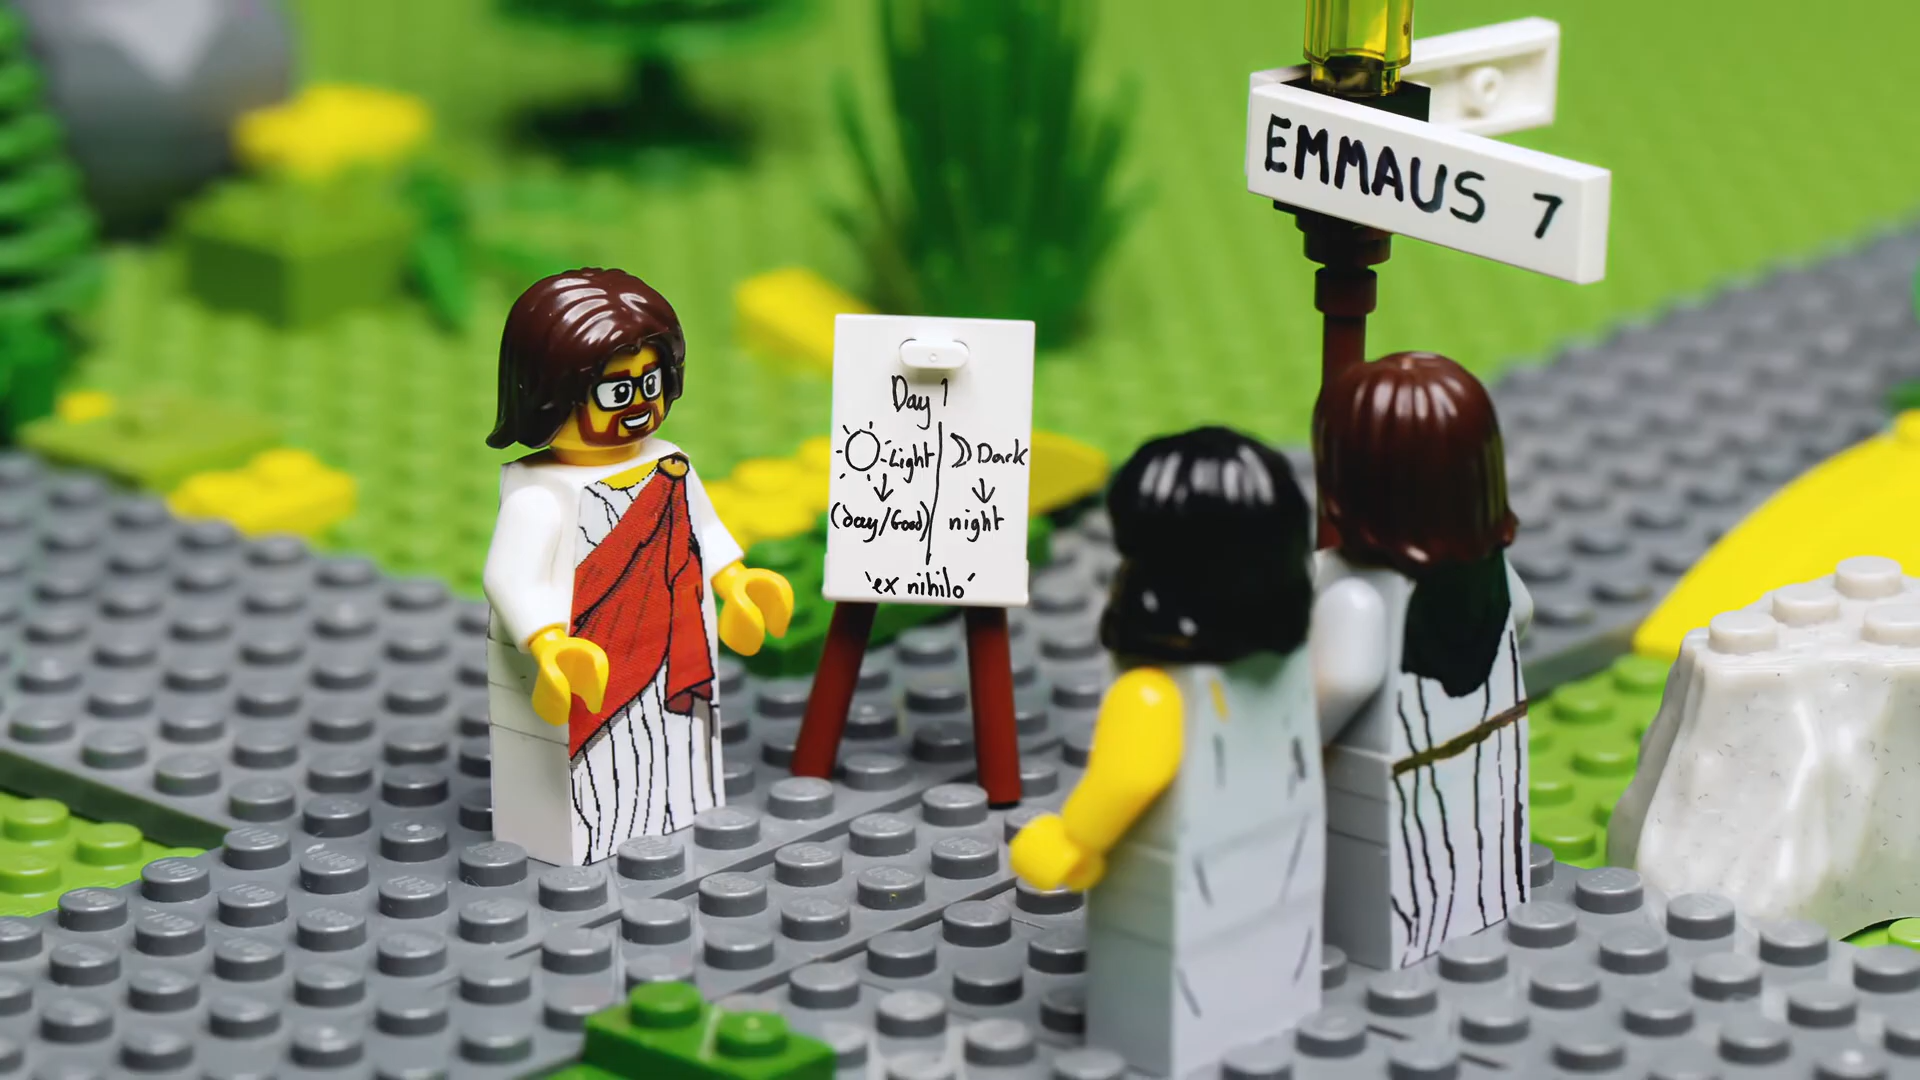 EMMAUS 7
Day 1
Light | Dark
(day/Good) | night
'ex nihilo'